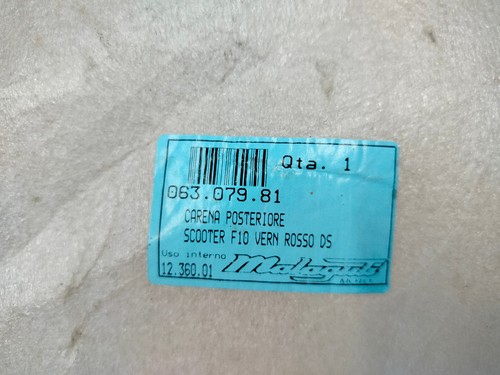 Qta. 1
063.079.81
CARENA POSTERIORE
SCOOTER F10 VERN ROSSO DS
Uso interno
12.360.01
Malaguti